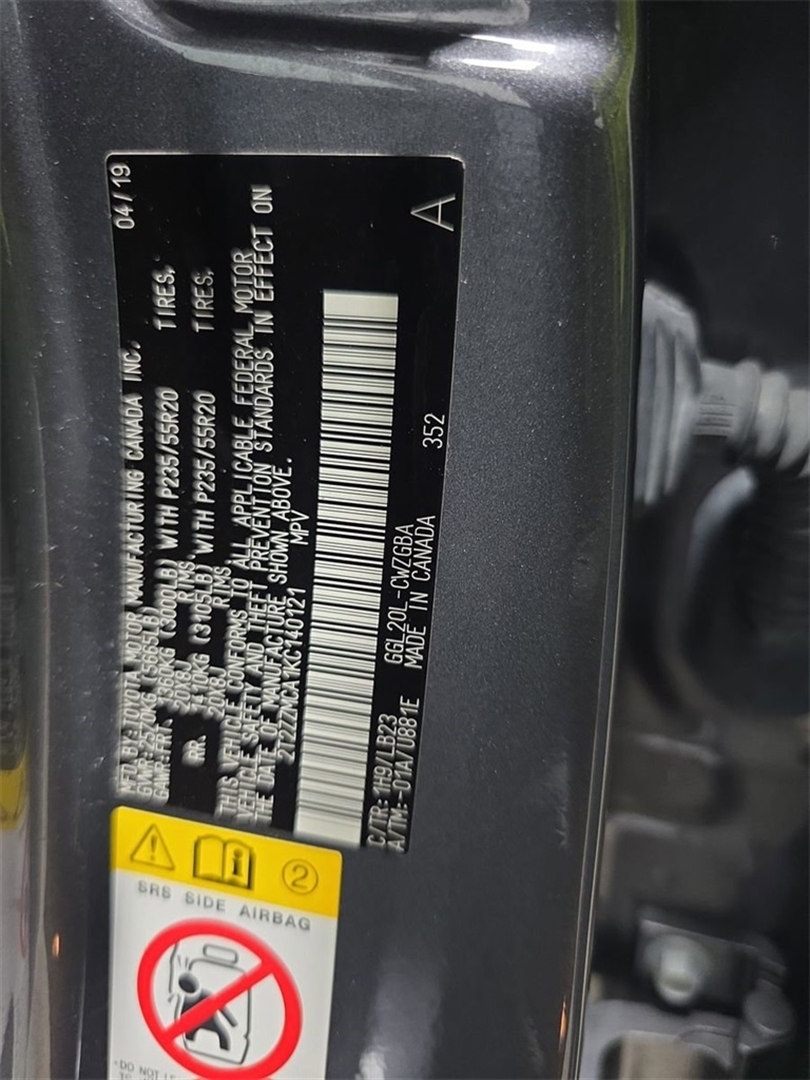 MFD BY: TOYOTA MOTOR MANUFACTURING CANADA INC. 04/19
GVWR: 2570KG (5665LB)
GAWR: FRT. 1360KG (3000LB) WITH P235/55R20 TIRES,
20X8J RIMS
RR. 1410KG (3105LB) WITH P235/55R20 TIRES,
20X8J RIMS
THIS VEHICLE CONFORMS TO ALL APPLICABLE FEDERAL MOTOR
VEHICLE SAFETY AND THEFT PREVENTION STANDARDS IN EFFECT ON
THE DATE OF MANUFACTURE SHOWN ABOVE.
2T2ZZMCA1KC140121 MPV
C/TR: 1H9/LB23 GGL20L-CWZGBA 352 A
A/TM: -01A/U881E MADE IN CANADA
2
SRS SIDE AIRBAG